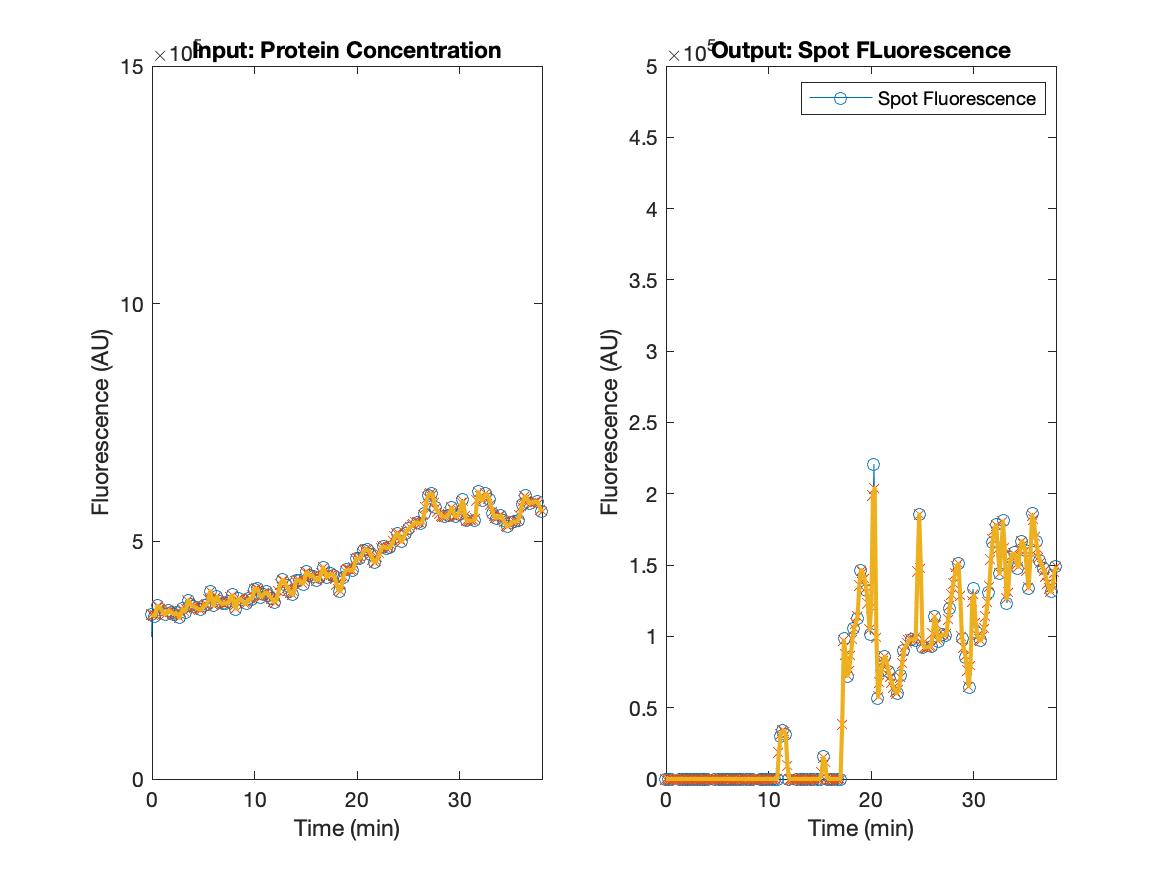 ×10⁵ Input: Protein Concentration
15
10
5
0
Fluorescence (AU)
0 10 20 30
Time (min)
×10⁵ Output: Spot FLuorescence
Spot Fluorescence
5
4.5
4
3.5
3
2.5
2
1.5
1
0.5
0
Fluorescence (AU)
0 10 20 30
Time (min)